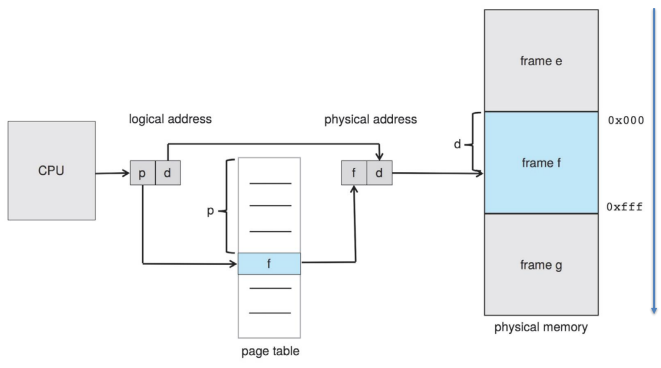 frame e
logical address
physical address
0x000
CPU
p
d
f
d
d
frame f
p
0xfff
f
frame g
physical memory
page table